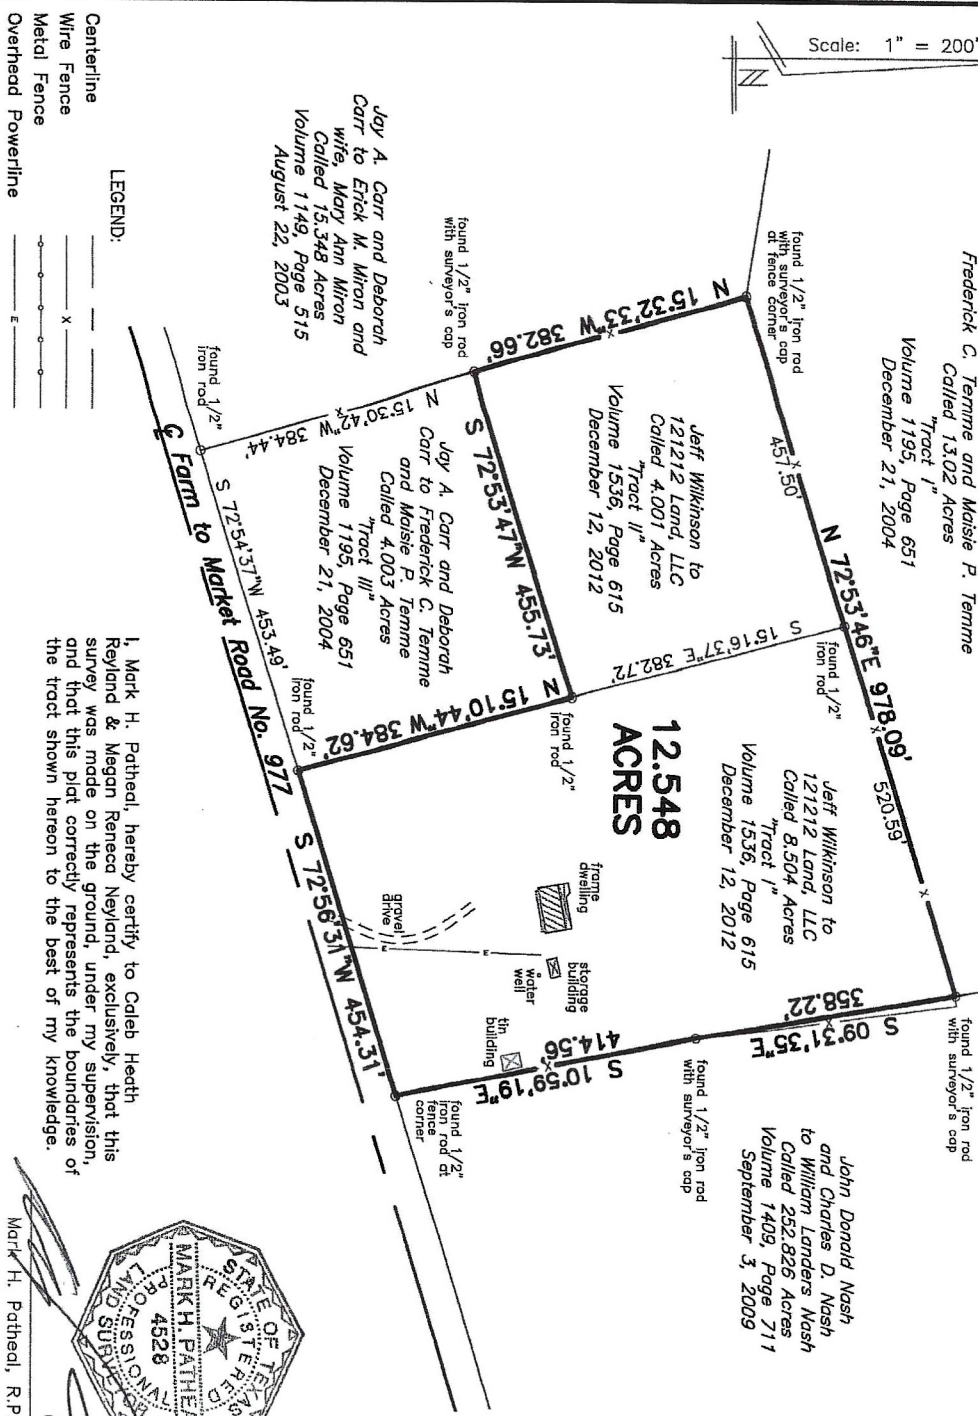 Scale: 1" = 200'
N
Frederick C. Temme and Maisie P. Temme
Called 13.02 Acres
"Tract I"
Volume 1195, Page 651
December 21, 2004
found 1/2" iron rod
with surveyor's cap
at fence corner
457.50'
N 72°53'46"E 978.09'
520.59'
found 1/2" iron rod
with surveyor's cap
N 15°32'33"W 382.66'
Jeff Wilkinson to
121212 Land, LLC
Called 4.001 Acres
"Tract II"
Volume 1536, Page 615
December 12, 2012
S 15°16'37"E 382.72'
found 1/2"
iron rod
Jeff Wilkinson to
121212 Land, LLC
Called 8.504 Acres
"Tract I"
Volume 1536, Page 615
December 12, 2012
S 09°31'35"E
358.22'
found 1/2" iron rod
with surveyor's cap
John Donald Nash
and Charles D. Nash
to William Landers Nash
Called 252.826 Acres
Volume 1409, Page 711
September 3, 2009
12.548
ACRES
Jay A. Carr and Deborah
Carr to Erick M. Miron and
wife, Mary Ann Miron
Called 15.348 Acres
Volume 1149, Page 515
August 22, 2003
found 1/2" iron rod
with surveyor's cap
S 72°53'47"W 455.73'
found 1/2"
iron rod
N 15°30'42"W 384.44'
Jay A. Carr and Deborah
Carr to Frederick C. Temme
and Maisie P. Temme
Called 4.003 Acres
"Tract III"
Volume 1195, Page 651
December 21, 2004
N 15°10'44"W 384.62'
frame
dwelling
storage
building
water
well
gravel
drive
E
E
tin
building
S 10°59'19"E
414.56'
found 1/2"
iron rod
S 72°54'37"W 453.49'
found 1/2"
iron rod
S 72°56'31"W 454.31'
found 1/2"
iron rod at
fence
corner
℄ Farm to Market Road No. 977
LEGEND:
Centerline
Wire Fence
X
Metal Fence
Overhead Powerline
E
I, Mark H. Patheal, hereby certify to Caleb Heath
Neyland & Megan Reneca Neyland, exclusively, that this
survey was made on the ground, under my supervision,
and that this plat correctly represents the boundaries of
the tract shown hereon to the best of my knowledge.
STATE OF TEXAS
REGISTERED
MARK H. PATHEA
4528
PROFESSIONAL
LAND SURVEYOR
Mark H. Patheal, R.P